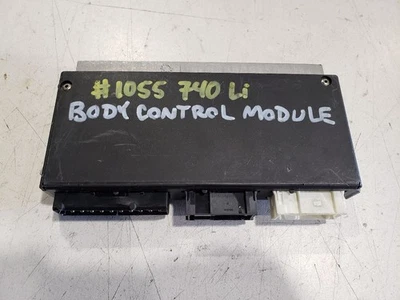 #1055 740 Li
BODY CONTROL MODULE